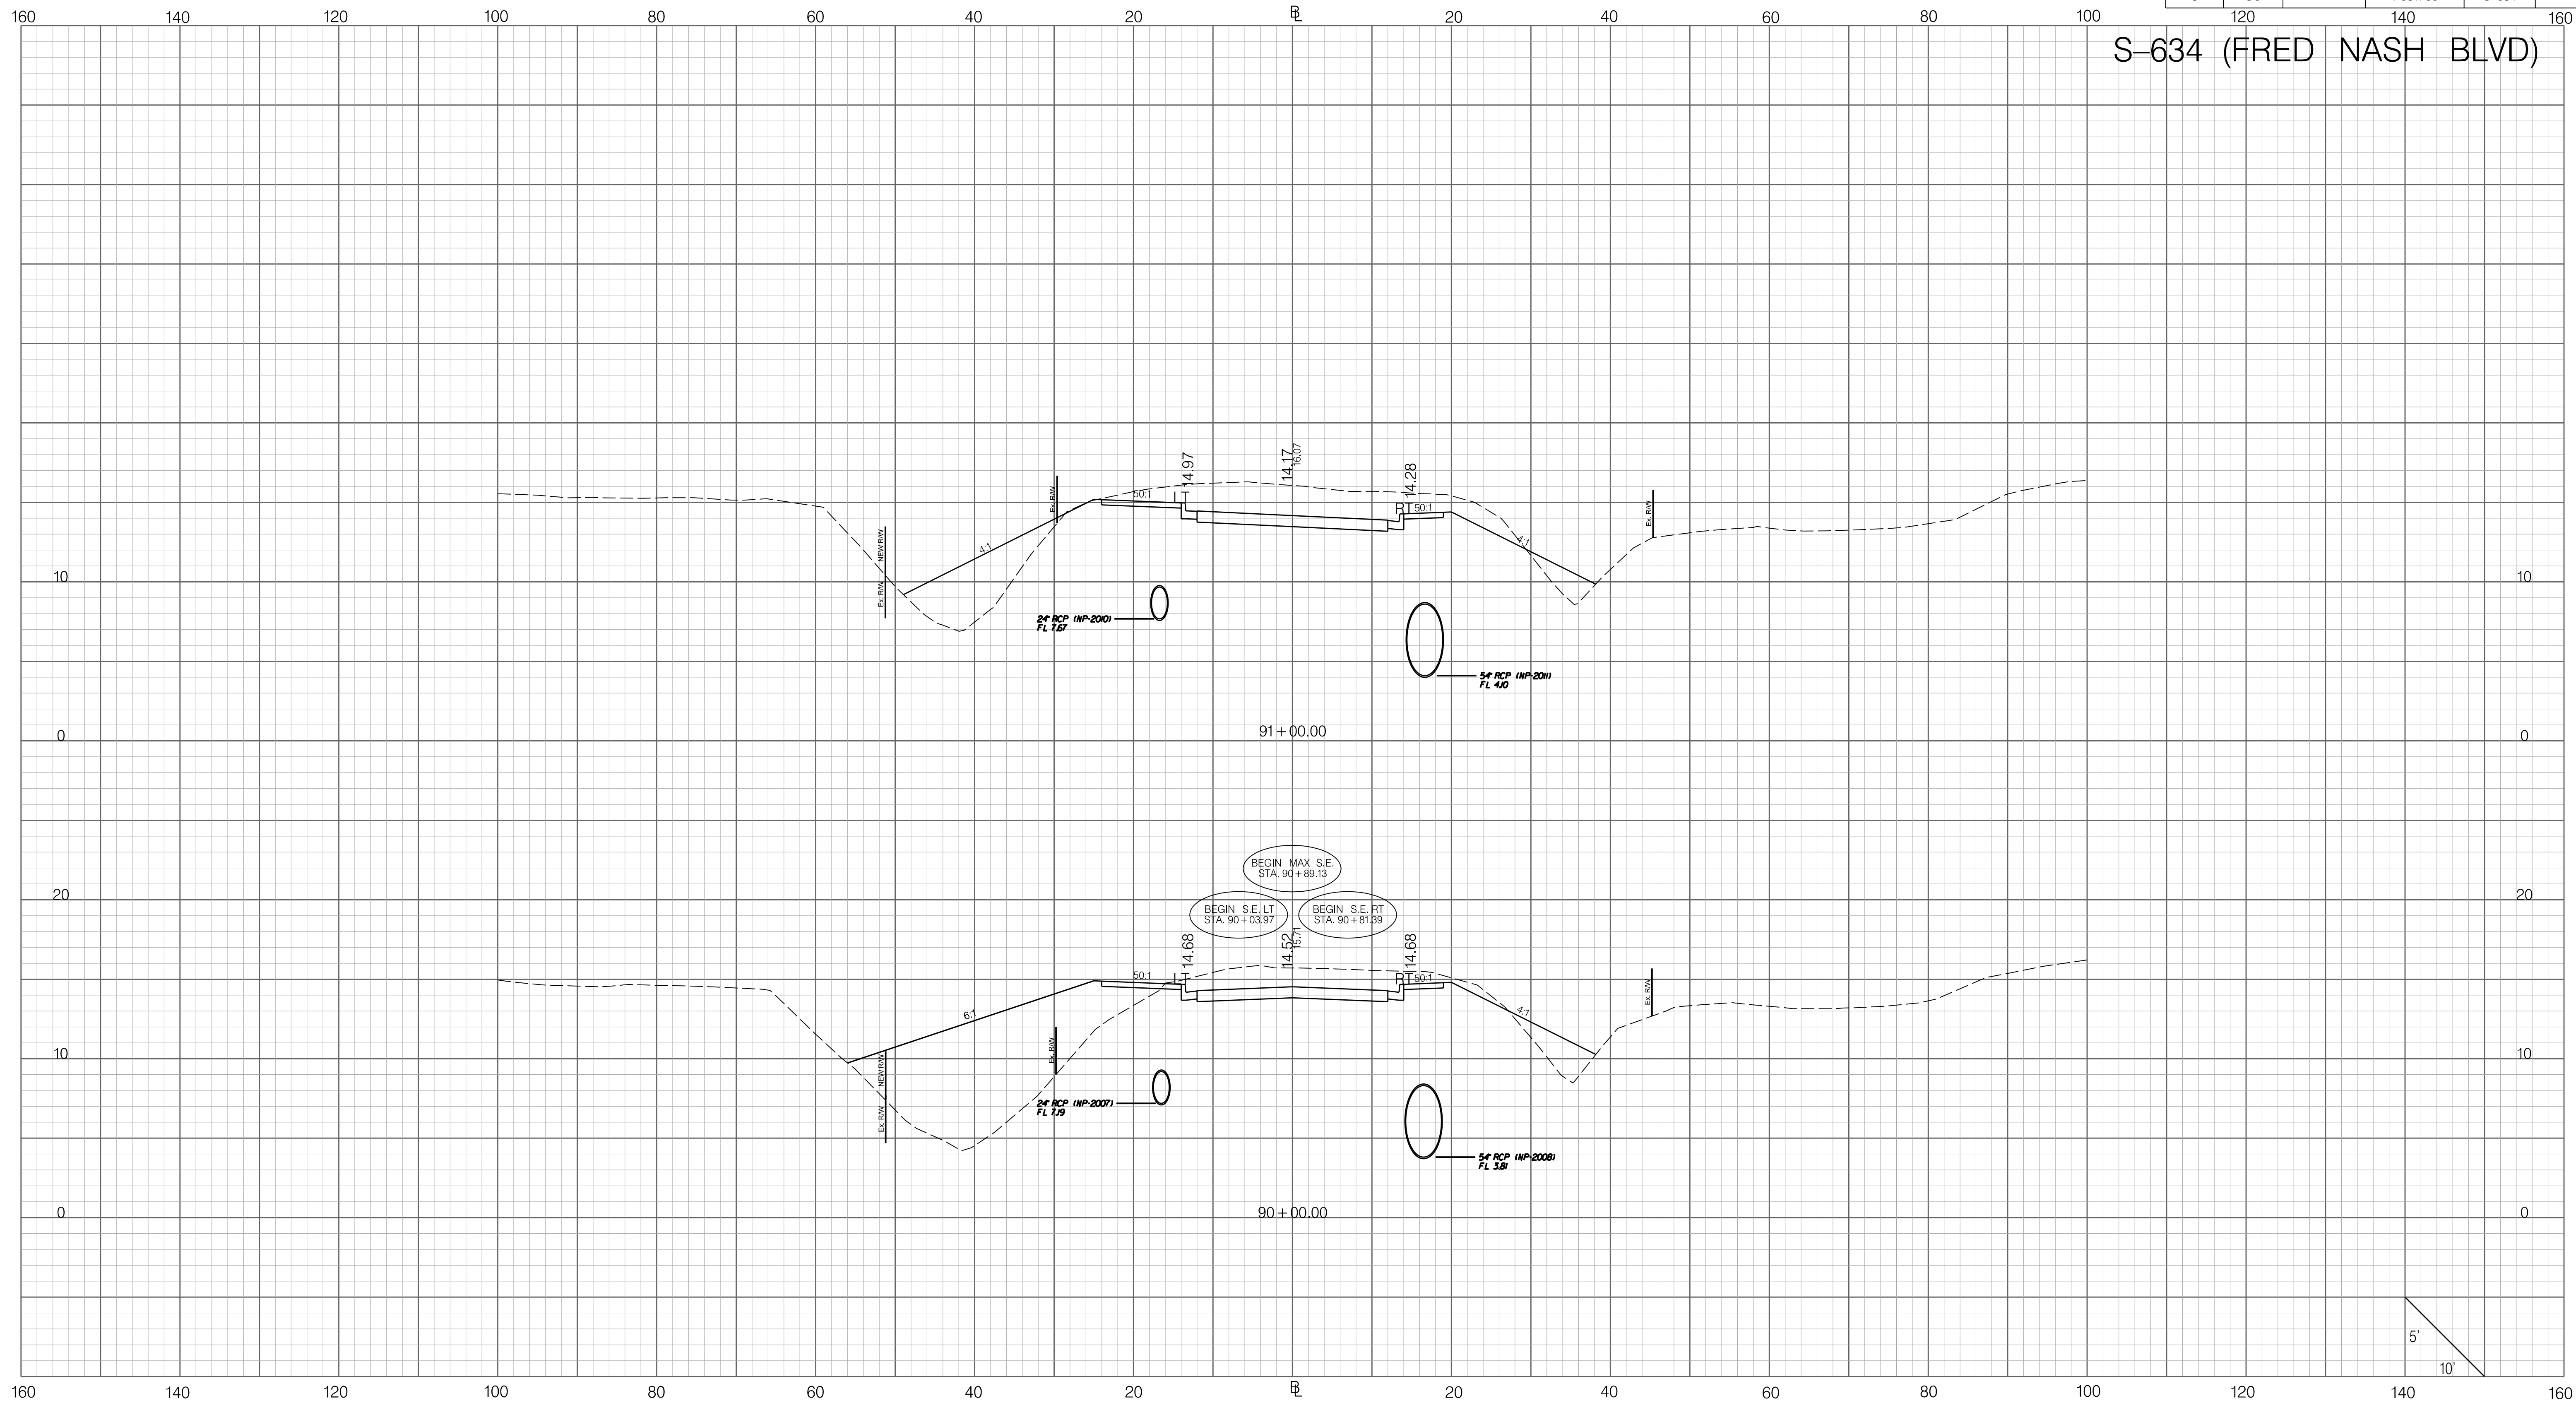 160 140 100 80 60 40 20 BL 20 40 60 80 100 120 140 160
S–634 (FRED NASH BLVD)
14.97
14.17
16.07
14.28
Ex. R/W
50:1
LT
RT
50:1
Ex. R/W
NEW R/W
Ex. R/W
4:1
4:1
10
10
24" RCP (NP-2010)
FL 7.67
54" RCP (NP-2011)
FL 4.10
0
91+00.00
0
BEGIN MAX S.E.
STA. 90+89.13
20
20
BEGIN S.E. LT
STA. 90+03.97
BEGIN S.E. RT
STA. 90+81.39
14.68
14.52
15.71
14.68
50:1
LT
RT
50:1
Ex. R/W
6:1
4:1
10
10
NEW R/W
Ex. R/W
Ex. R/W
24" RCP (NP-2007)
FL 7.19
54" RCP (NP-2008)
FL 3.81
0
90+00.00
0
5'
10'
160 140 100 80 60 40 20 BL 20 40 60 80 100 120 140 160